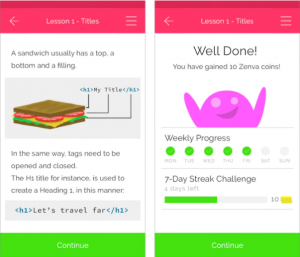 Lesson 1 - Titles
A sandwich usually has a top, a
bottom and a filling.
<h1>My Title</h1>
In the same way, tags need to be
opened and closed.
The H1 title for instance, is used to
create a Heading 1, in this manner:
<h1>Let's travel far</h1>
Continue
Lesson 1 - Titles
Well Done!
You have gained 10 Zenva coins!
Weekly Progress
MON TUE WED THU FRI SAT SUN
7-Day Streak Challenge
4 days left
10
Continue